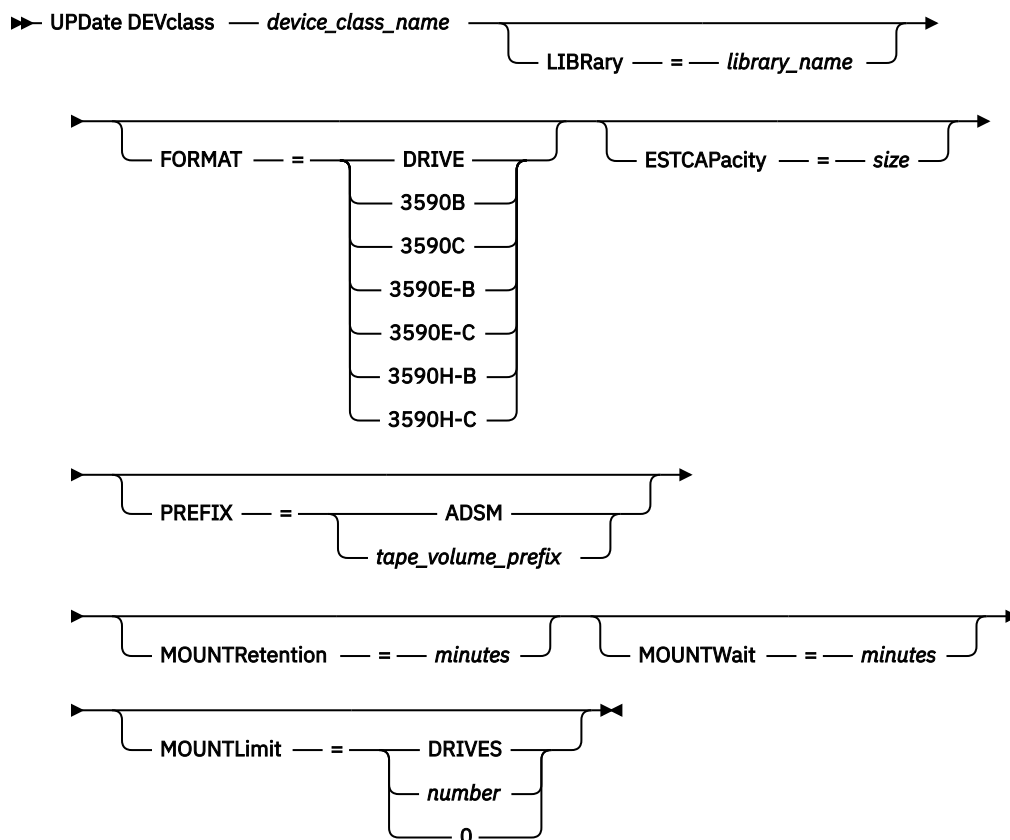 UPDate DEVclass — device_class_name
LIBRary — = — library_name
FORMAT — = DRIVE
3590B
3590C
3590E-B
3590E-C
3590H-B
3590H-C
ESTCAPacity — = — size
PREFIX — = ADSM
tape_volume_prefix
MOUNTRetention — = — minutes
MOUNTWait — = — minutes
MOUNTLimit — = DRIVES
number
0